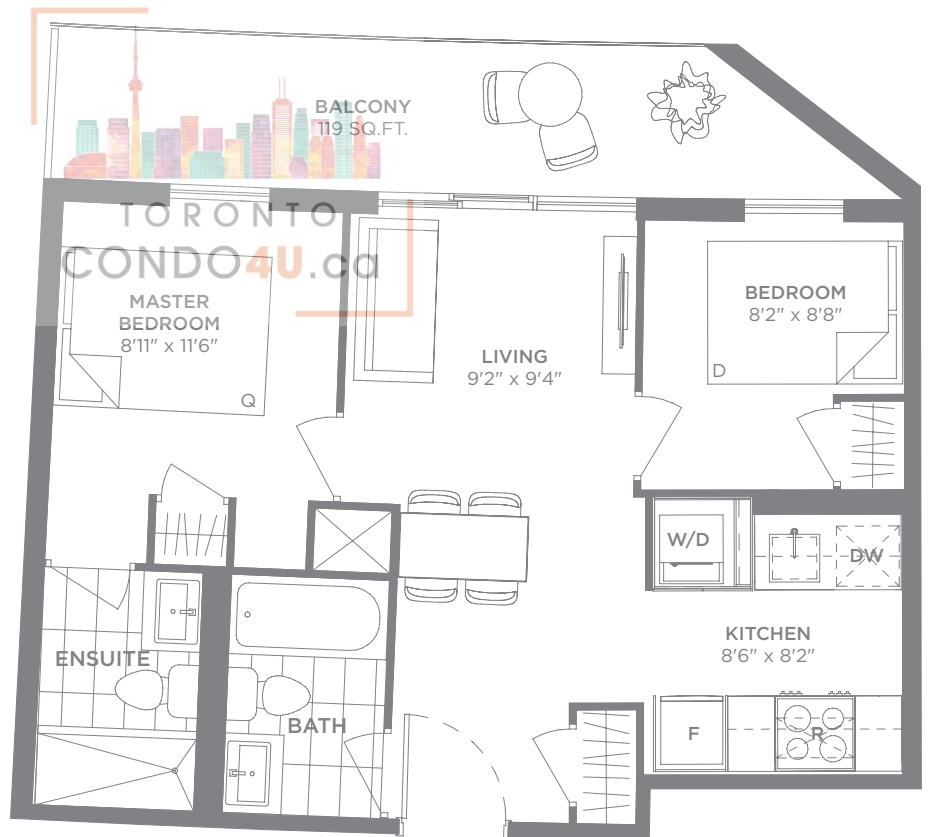 BALCONY
119 SQ.FT.
TORONTO
CONDO4U.ca
MASTER
BEDROOM
8'11" x 11'6"
Q
LIVING
9'2" x 9'4"
BEDROOM
8'2" x 8'8"
D
W/D
DW
KITCHEN
8'6" x 8'2"
ENSUITE
BATH
F
R